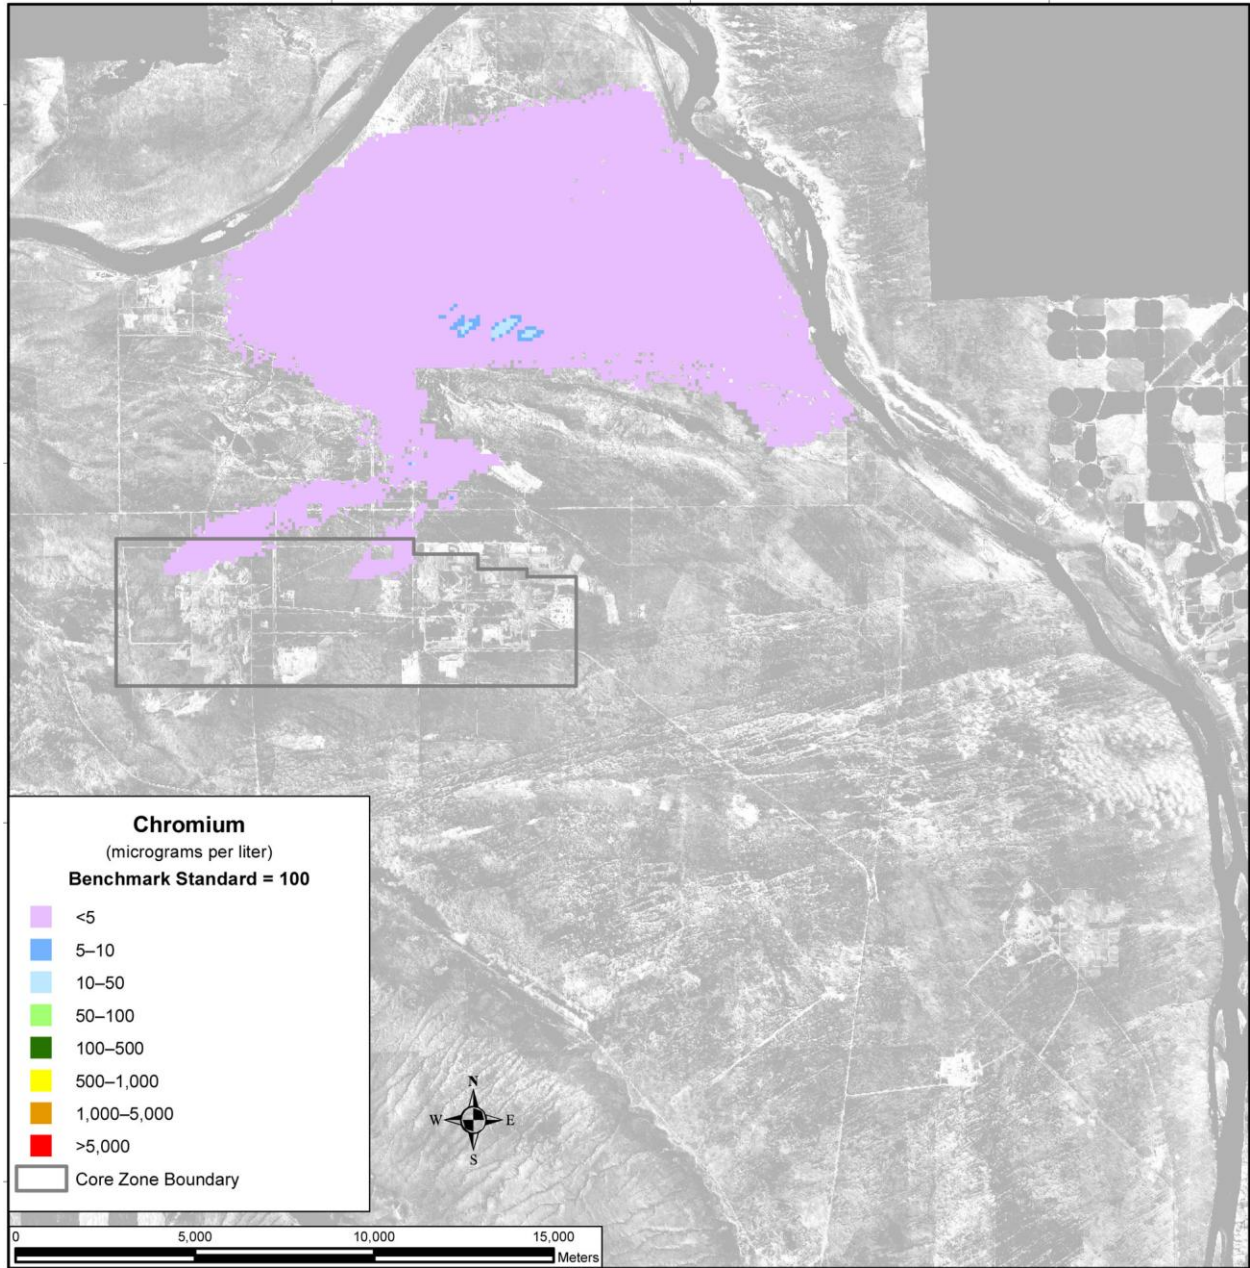 Chromium
(micrograms per liter)
Benchmark Standard = 100
<5
5–10
10–50
50–100
100–500
500–1,000
1,000–5,000
>5,000
Core Zone Boundary
N
W E
S
0 5,000 10,000 15,000
Meters